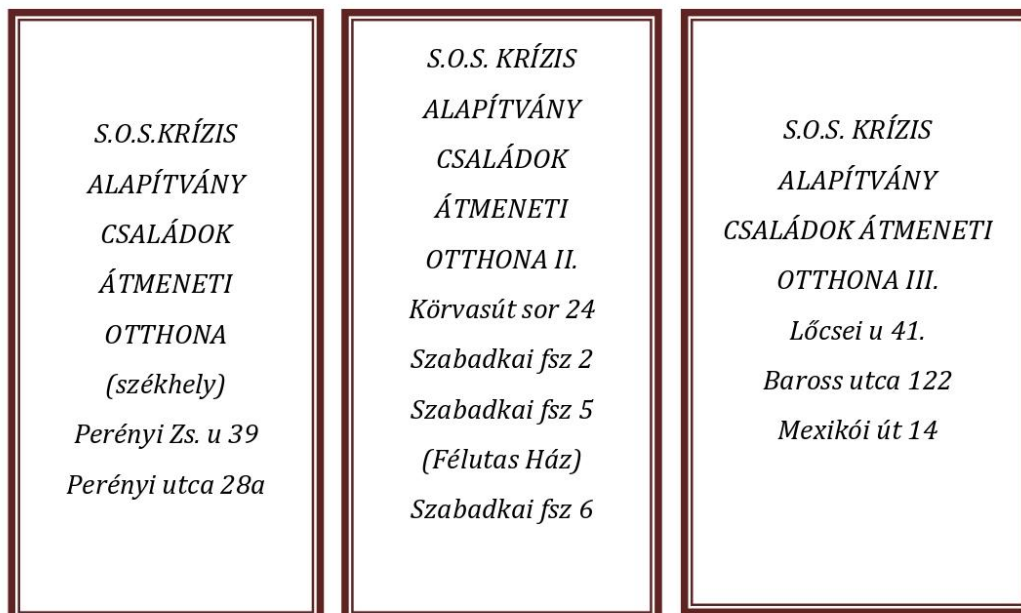 S.O.S.KRÍZIS
ALAPÍTVÁNY
CSALÁDOK
ÁTMENETI
OTTHONA
(székhely)
Perényi Zs. u 39
Perényi utca 28a
S.O.S. KRÍZIS
ALAPÍTVÁNY
CSALÁDOK
ÁTMENETI
OTTHONA II.
Körvasút sor 24
Szabadkai fsz 2
Szabadkai fsz 5
(Félutas Ház)
Szabadkai fsz 6
S.O.S. KRÍZIS
ALAPÍTVÁNY
CSALÁDOK ÁTMENETI
OTTHONA III.
Lőcsei u 41.
Baross utca 122
Mexikói út 14